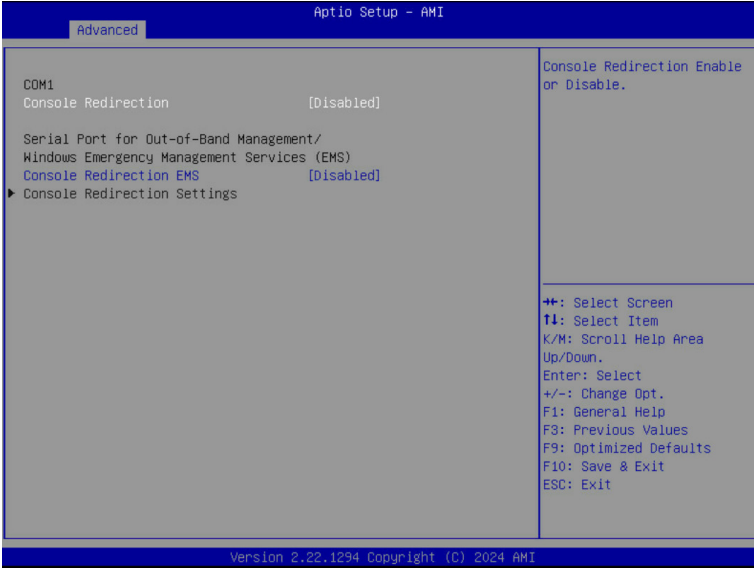 Aptio Setup – AMI
Advanced
COM1
Console Redirection [Disabled]
Serial Port for Out-of-Band Management/
Windows Emergency Management Services (EMS)
Console Redirection EMS [Disabled]
Console Redirection Settings
Console Redirection Enable
or Disable.
→←: Select Screen
↑↓: Select Item
K/M: Scroll Help Area
Up/Down.
Enter: Select
+/-: Change Opt.
F1: General Help
F3: Previous Values
F9: Optimized Defaults
F10: Save & Exit
ESC: Exit
Version 2.22.1294 Copyright (C) 2024 AMI